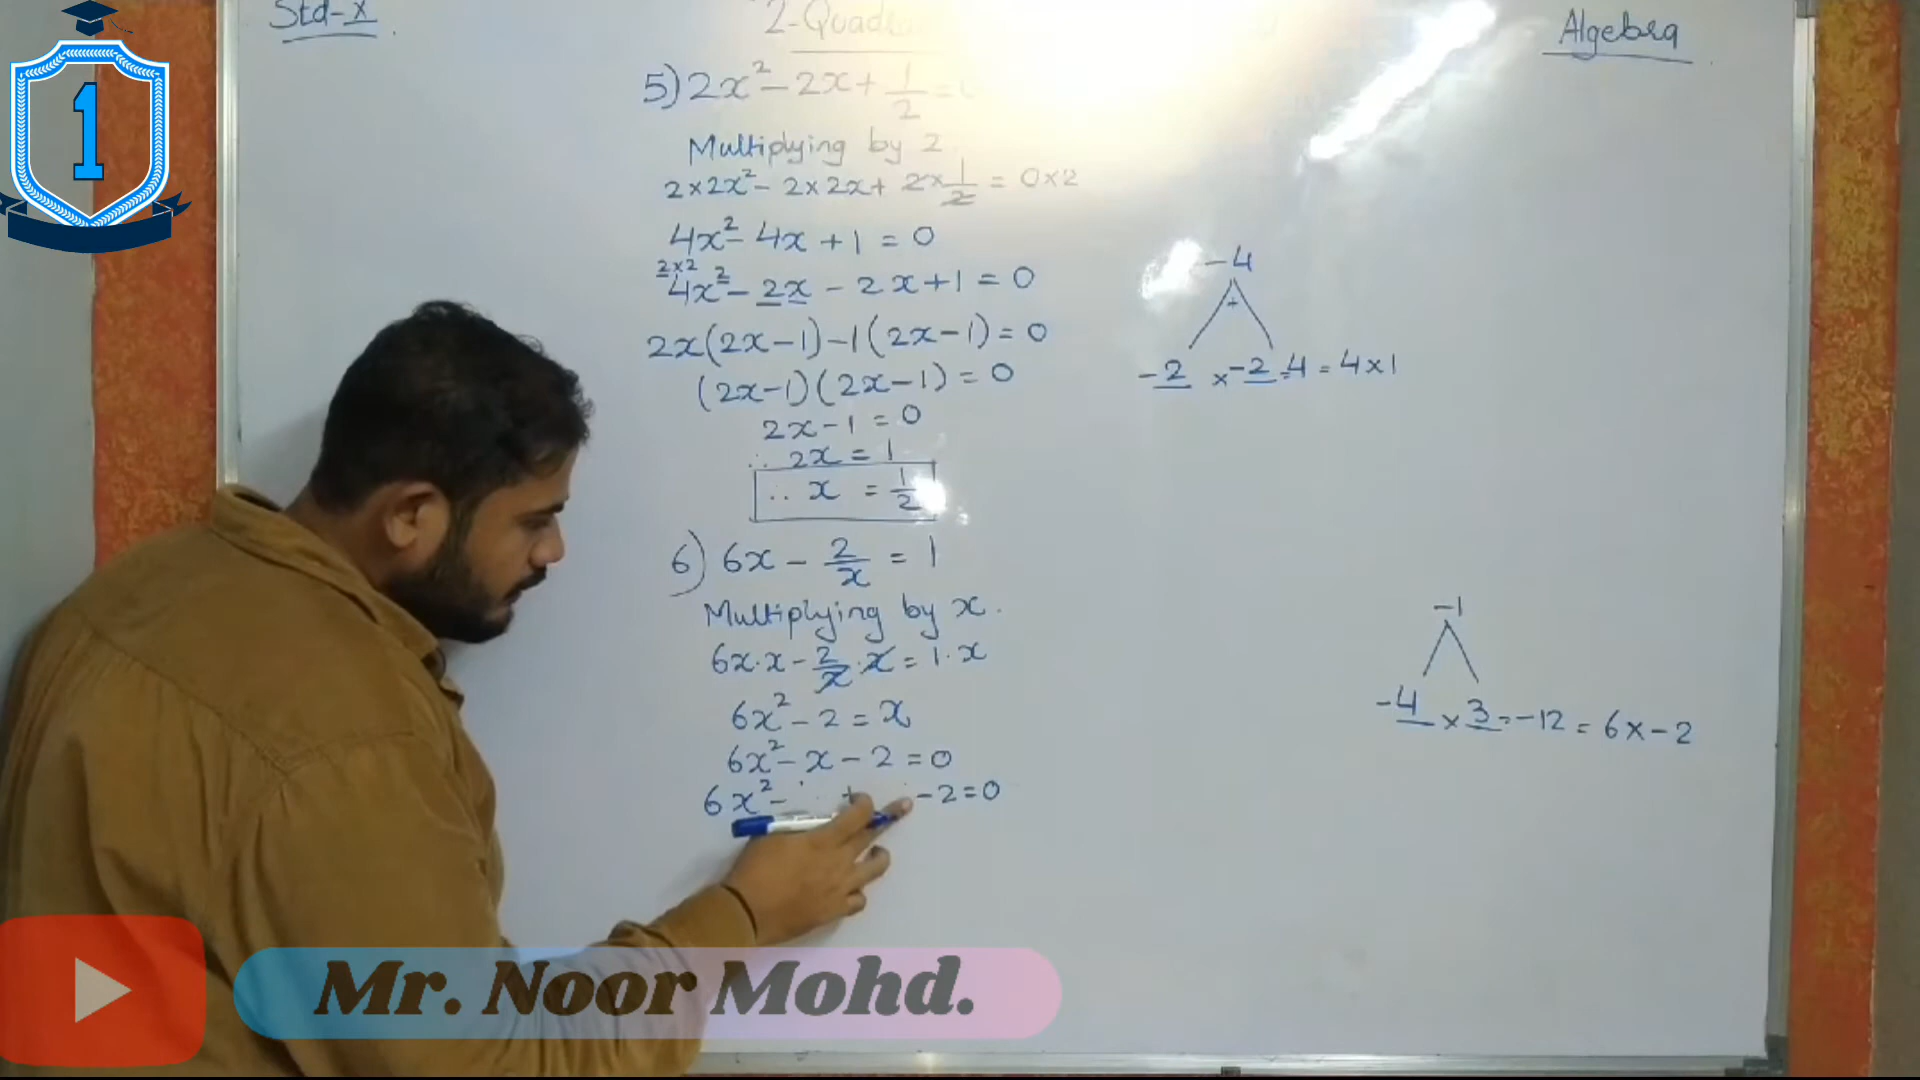 Std-X
2-Quad
Algebra
1
5) 2x² - 2x + 1/2 = 0
Multiplying by 2
2×2x² - 2×2x + 2×1/2 = 0×2
4x² - 4x + 1 = 0
2×2
4x² - 2x - 2x + 1 = 0
2x(2x-1) - 1(2x-1) = 0
(2x-1)(2x-1) = 0
2x - 1 = 0
∴ 2x = 1
∴ x = 1/2
-4
+
-2 × -2 = 4 = 4×1
6) 6x - 2/x = 1
Multiplying by x.
6x·x - 2/x·x = 1·x
6x² - 2 = x
6x² - x - 2 = 0
6x² - + - 2 = 0
-1
-4 × 3 = -12 = 6×-2
Mr. Noor Mohd.